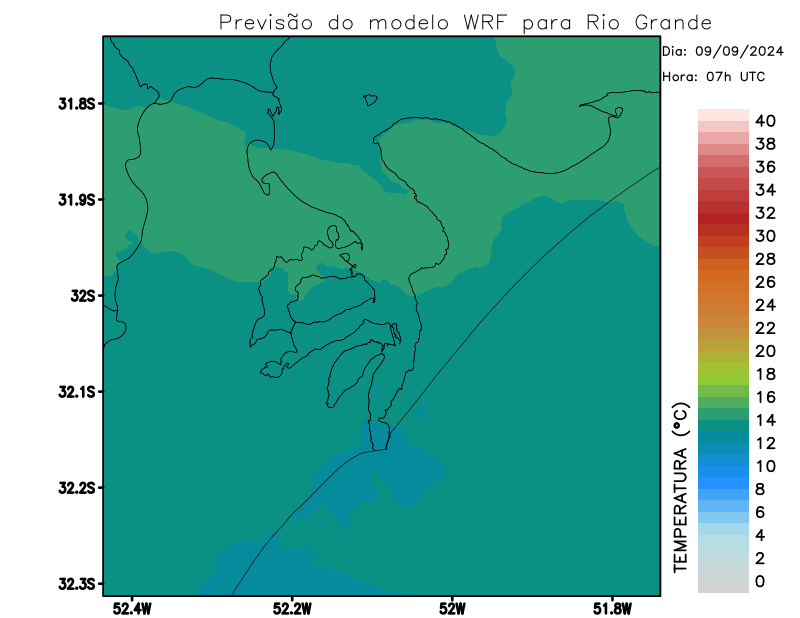 Previsão do modelo WRF para Rio Grande
Dia: 09/09/2024
Hora: 07h UTC
31.8S
31.9S
32S
32.1S
32.2S
32.3S
52.4W
52.2W
52W
51.8W
TEMPERATURA (°C)
40
38
36
34
32
30
28
26
24
22
20
18
16
14
12
10
8
6
4
2
0